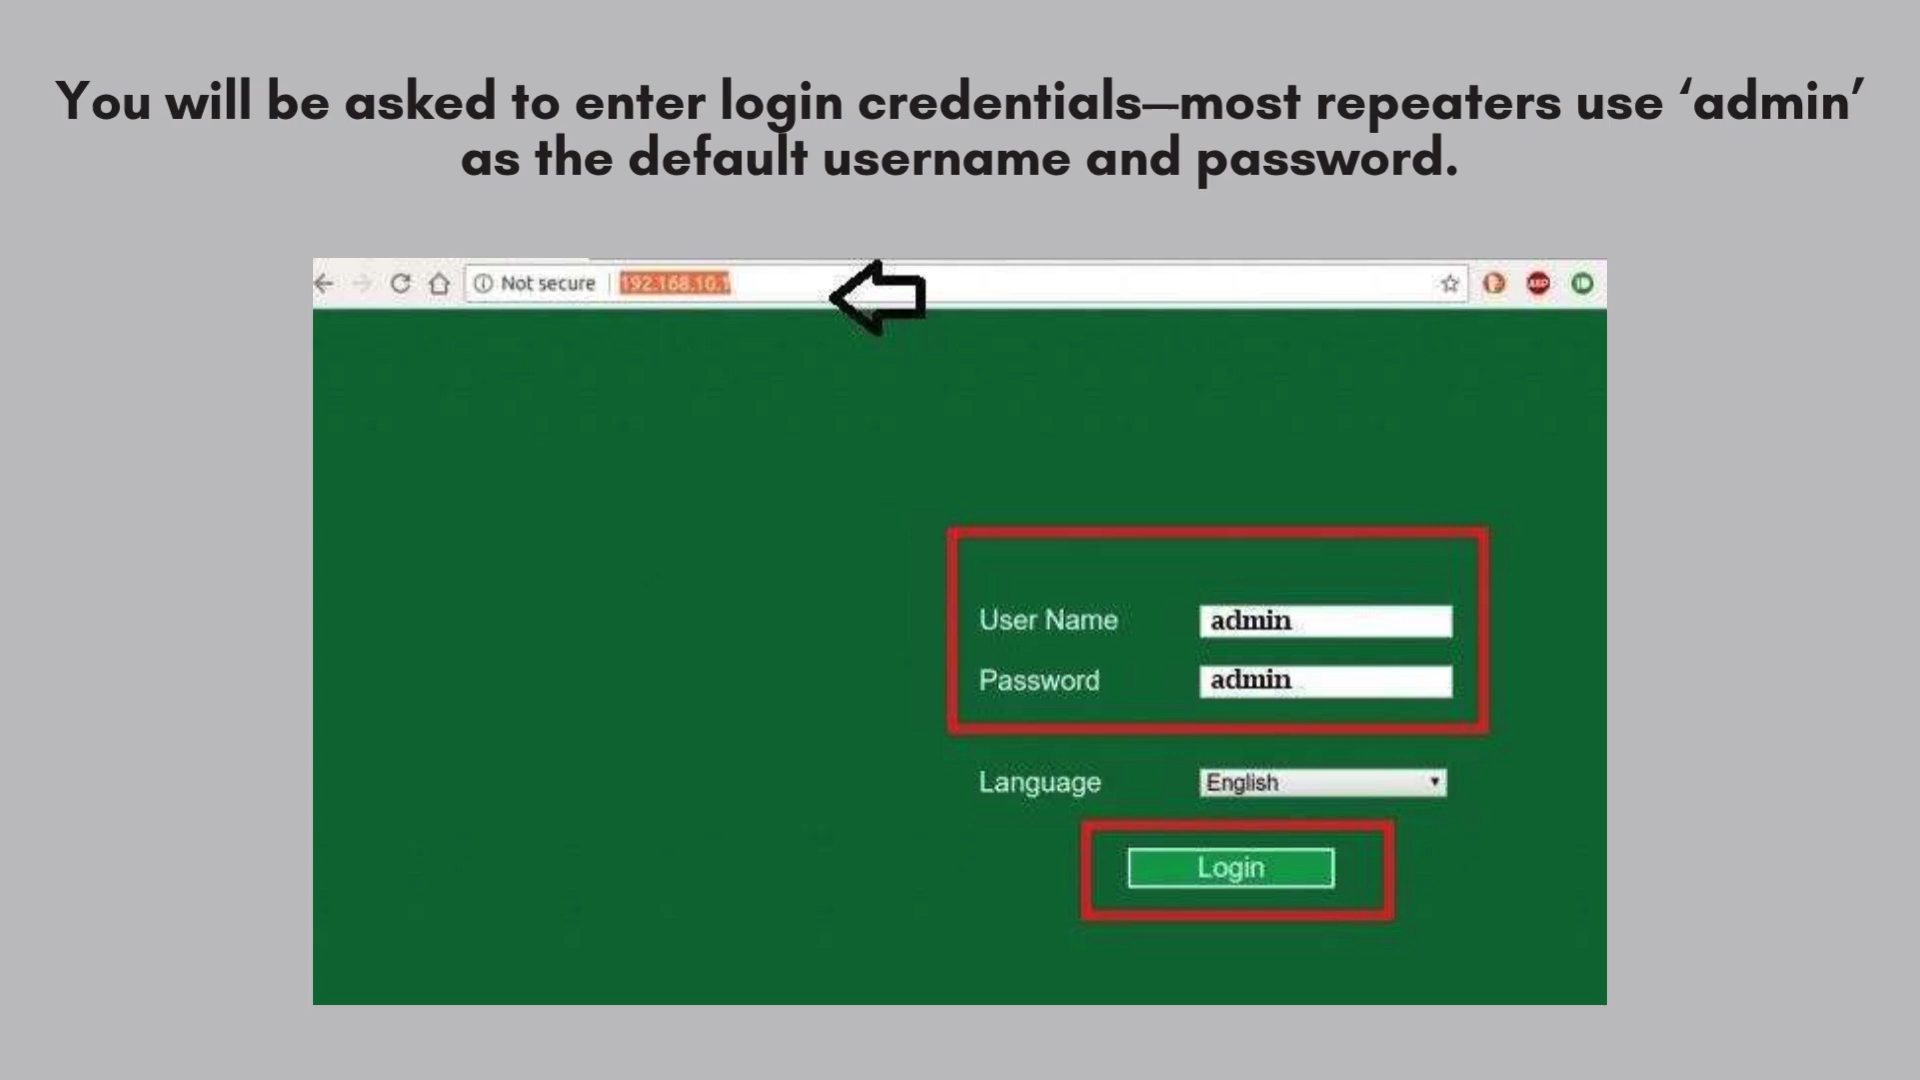 You will be asked to enter login credentials—most repeaters use ‘admin’
as the default username and password.
Not secure
192.168.10.1
ABP
User Name admin
Password admin
Language English
Login